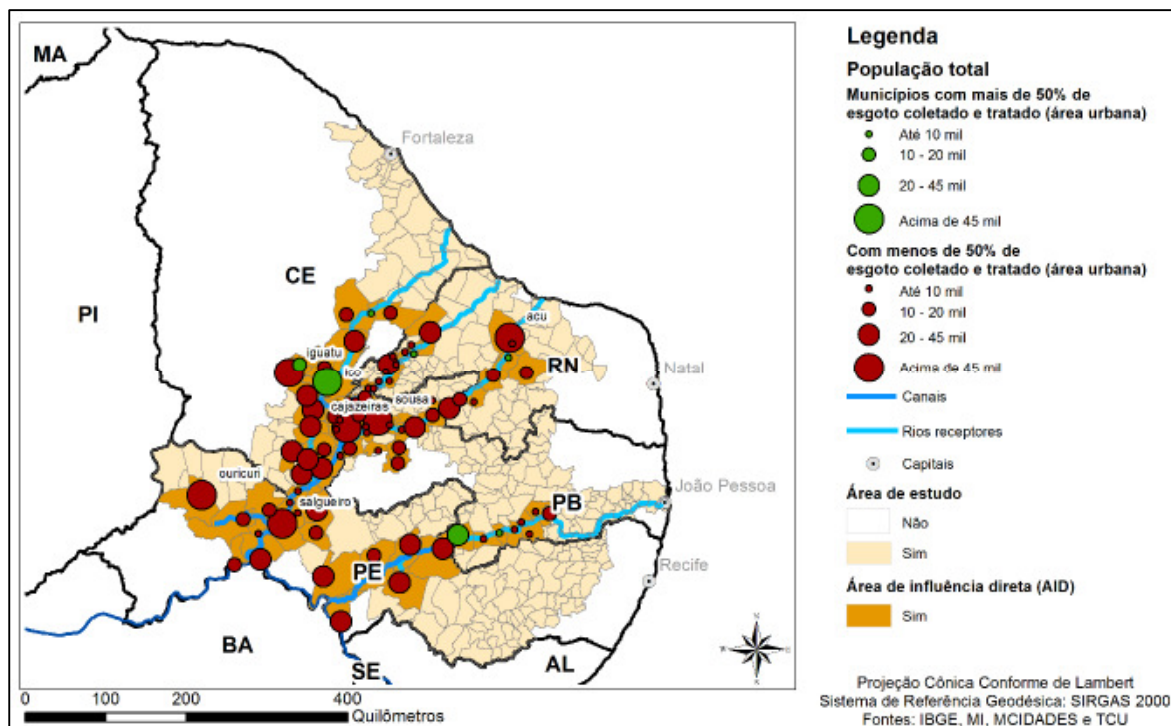 MA
Fortaleza
CE
PI
acu
iguatu
RN
ico
Natal
sousa
cajazeiras
ouricuri
salgueiro
PB
João Pessoa
PE
Recife
BA
SE
AL
0 100 200 400
Quilômetros
Legenda
População total
Municípios com mais de 50% de
esgoto coletado e tratado (área urbana)
Até 10 mil
10 - 20 mil
20 - 45 mil
Acima de 45 mil
Com menos de 50% de
esgoto coletado e tratado (área urbana)
Até 10 mil
10 - 20 mil
20 - 45 mil
Acima de 45 mil
Canais
Rios receptores
Capitais
Área de estudo
Não
Sim
Área de influência direta (AID)
Sim
Projeção Cônica Conforme de Lambert
Sistema de Referência Geodésica: SIRGAS 2000
Fontes: IBGE, MI, MCIDADES e TCU